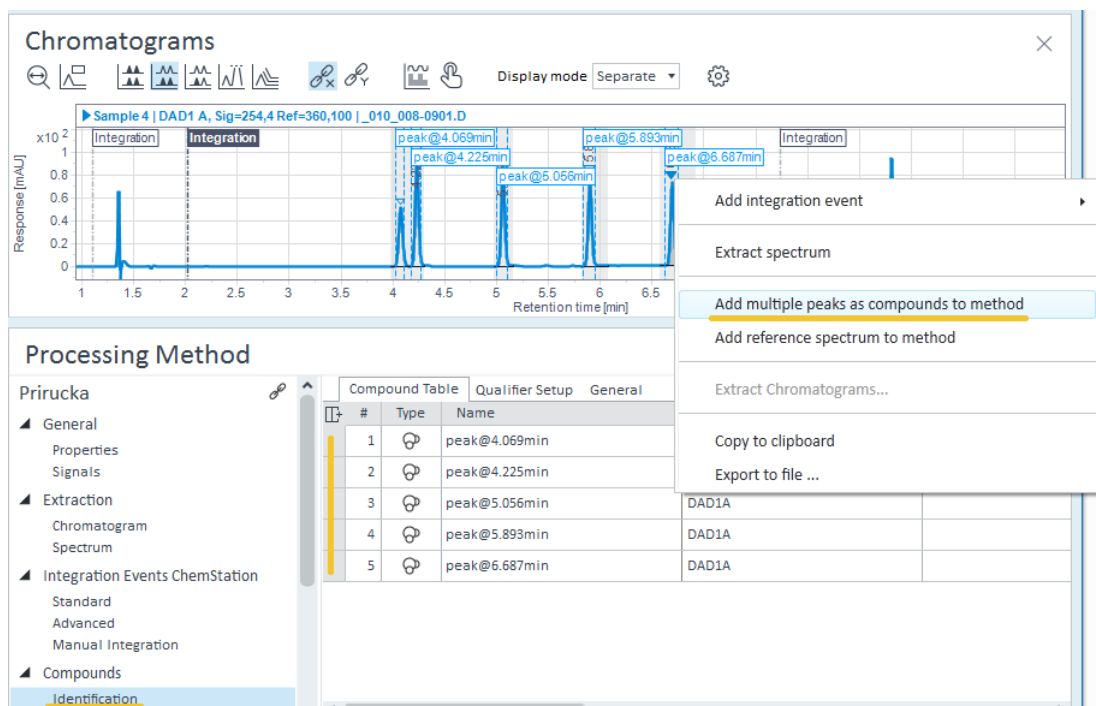 Chromatograms
Display mode Separate
Sample 4 | DAD1 A, Sig=254,4 Ref=360,100 | _010_008-0901.D
x10 2
Integration
Integration
peak@4.069min
peak@5.893min
Integration
peak@4.225min
peak@6.687min
peak@5.056min
Response [mAU]
1
0.8
0.6
0.4
0.2
0
1 1.5 2 2.5 3 3.5 4 4.5 5 5.5 6 6.5
Retention time [min]
Add integration event
Extract spectrum
Add multiple peaks as compounds to method
Add reference spectrum to method
Extract Chromatograms...
Copy to clipboard
Export to file ...
Processing Method
Prirucka
General
Properties
Signals
Extraction
Chromatogram
Spectrum
Integration Events ChemStation
Standard
Advanced
Manual Integration
Compounds
Identification
Compound Table Qualifier Setup General
# Type Name
1 peak@4.069min
2 peak@4.225min
3 peak@5.056min DAD1A
4 peak@5.893min DAD1A
5 peak@6.687min DAD1A